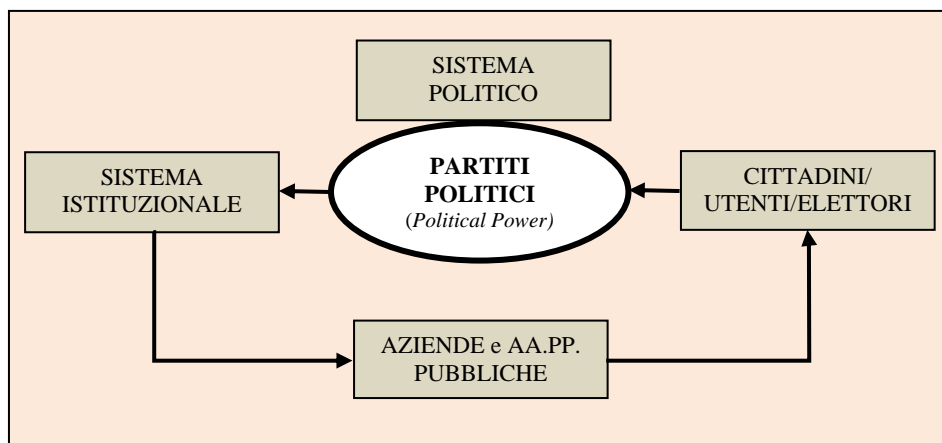 SISTEMA
POLITICO
PARTITI
POLITICI
(Political Power)
SISTEMA
ISTITUZIONALE
CITTADINI/
UTENTI/ELETTORI
AZIENDE e AA.PP.
PUBBLICHE